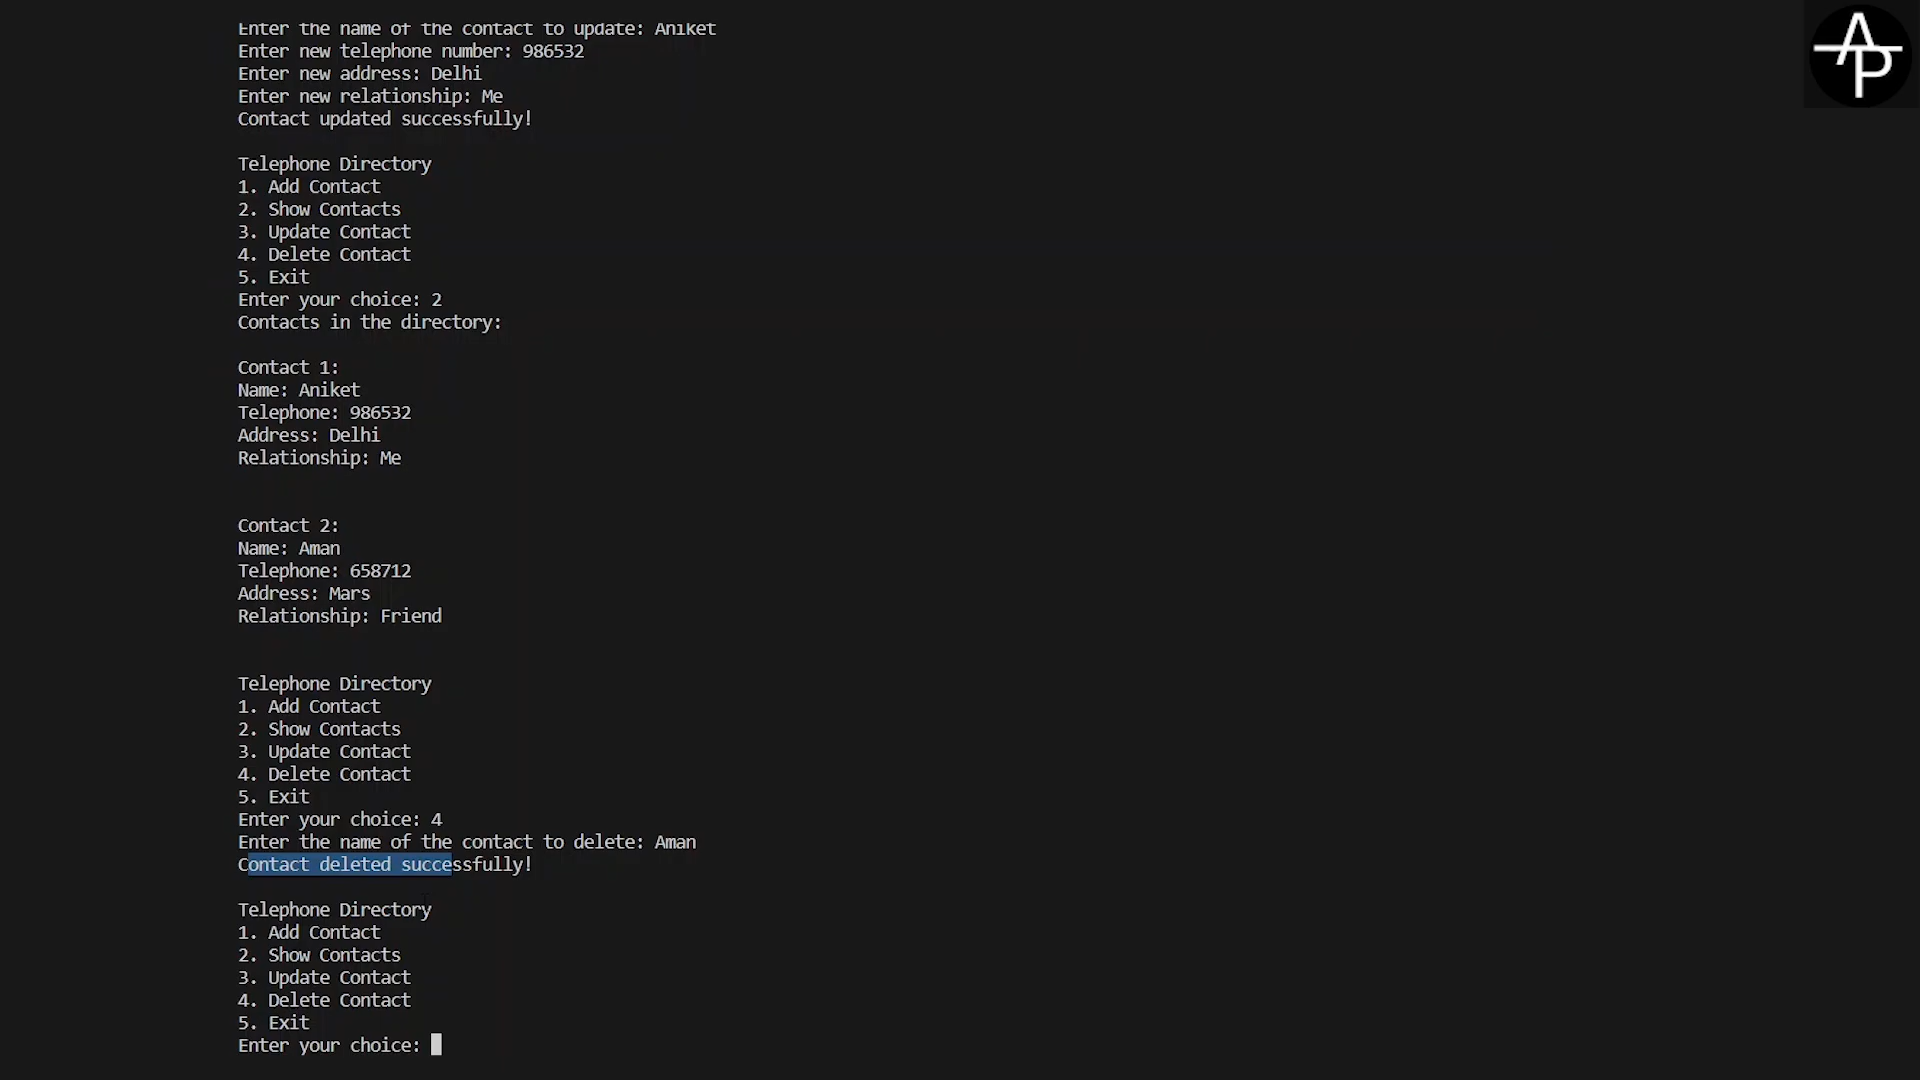 Enter the name of the contact to update: Aniket
Enter new telephone number: 986532
Enter new address: Delhi
Enter new relationship: Me
Contact updated successfully!
Telephone Directory
1. Add Contact
2. Show Contacts
3. Update Contact
4. Delete Contact
5. Exit
Enter your choice: 2
Contacts in the directory:
Contact 1:
Name: Aniket
Telephone: 986532
Address: Delhi
Relationship: Me
Contact 2:
Name: Aman
Telephone: 658712
Address: Mars
Relationship: Friend
Telephone Directory
1. Add Contact
2. Show Contacts
3. Update Contact
4. Delete Contact
5. Exit
Enter your choice: 4
Enter the name of the contact to delete: Aman
Contact deleted successfully!
Telephone Directory
1. Add Contact
2. Show Contacts
3. Update Contact
4. Delete Contact
5. Exit
Enter your choice:
AP